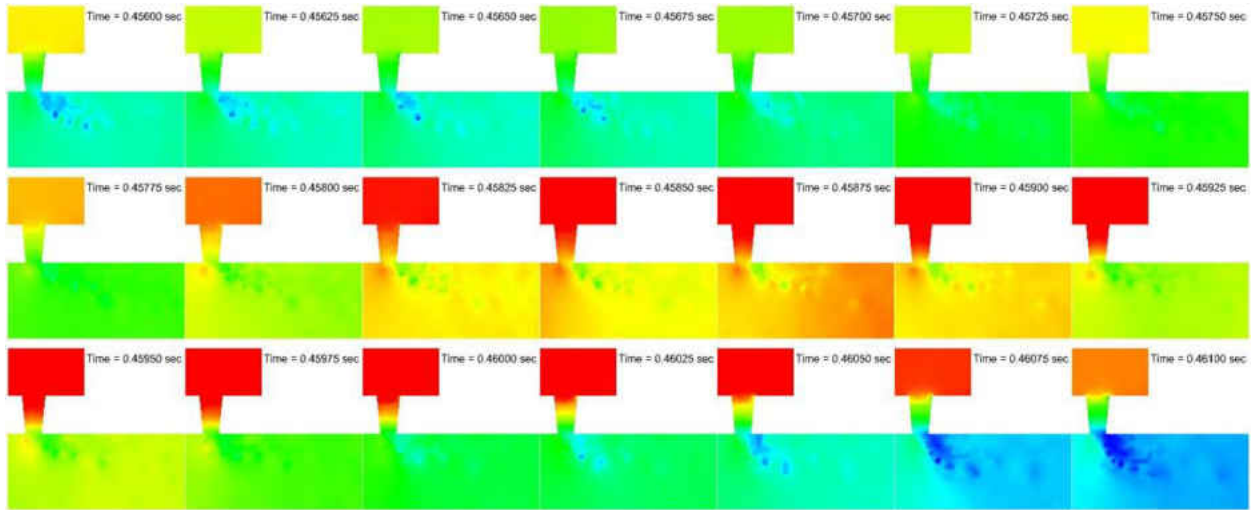 Time = 0.45600 sec
Time = 0.45625 sec
Time = 0.45650 sec
Time = 0.45675 sec
Time = 0.45700 sec
Time = 0.45725 sec
Time = 0.45750 sec
Time = 0.45775 sec
Time = 0.45800 sec
Time = 0.45825 sec
Time = 0.45850 sec
Time = 0.45875 sec
Time = 0.45900 sec
Time = 0.45925 sec
Time = 0.45950 sec
Time = 0.45975 sec
Time = 0.46000 sec
Time = 0.46025 sec
Time = 0.46050 sec
Time = 0.46075 sec
Time = 0.46100 sec